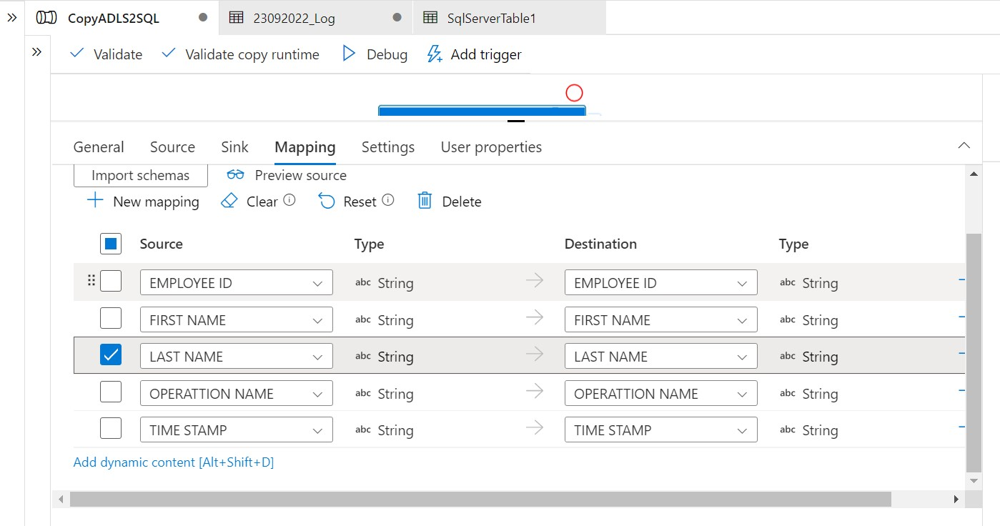 CopyADLS2SQL 23092022_Log SqlServerTable1
Validate Validate copy runtime Debug Add trigger
General Source Sink Mapping Settings User properties
Import schemas Preview source
New mapping Clear Reset Delete
Source Type Destination Type
EMPLOYEE ID abc String EMPLOYEE ID abc String
FIRST NAME abc String FIRST NAME abc String
LAST NAME abc String LAST NAME abc String
OPERATTION NAME abc String OPERATTION NAME abc String
TIME STAMP abc String TIME STAMP abc String
Add dynamic content [Alt+Shift+D]